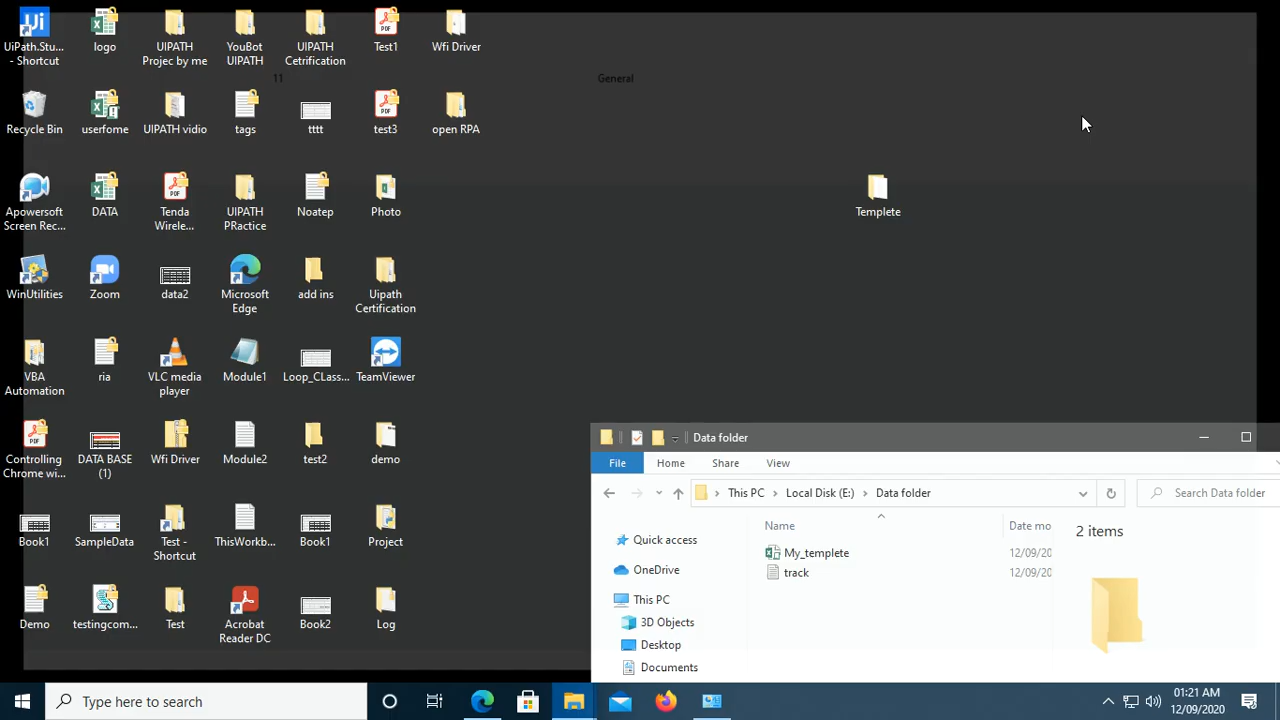 UiPath.Stu...
- Shortcut
logo
UIPATH
Projec by me
YouBot
UIPATH
UIPATH
Cetrification
Test1
Wfi Driver
11
General
Recycle Bin
userfome
UIPATH vidio
tags
tttt
test3
open RPA
Apowersoft
Screen Rec...
DATA
Tenda
Wirele...
UIPATH
PRactice
Noatep
Photo
Templete
WinUtilities
Zoom
data2
Microsoft
Edge
add ins
Uipath
Certification
VBA
Automation
ria
VLC media
player
Module1
Loop_CLass...
TeamViewer
Controlling
Chrome wi...
DATA BASE
(1)
Wfi Driver
Module2
test2
demo
Book1
SampleData
Test -
Shortcut
ThisWorkb...
Book1
Project
Demo
testingcom...
Test
Acrobat
Reader DC
Book2
Log
Data folder
File
Home
Share
View
This PC > Local Disk (E:) > Data folder
Search Data folder
Name
Date mo
2 items
Quick access
OneDrive
This PC
3D Objects
Desktop
Documents
My_templete
12/09/20
track
12/09/20
Type here to search
01:21 AM
12/09/2020